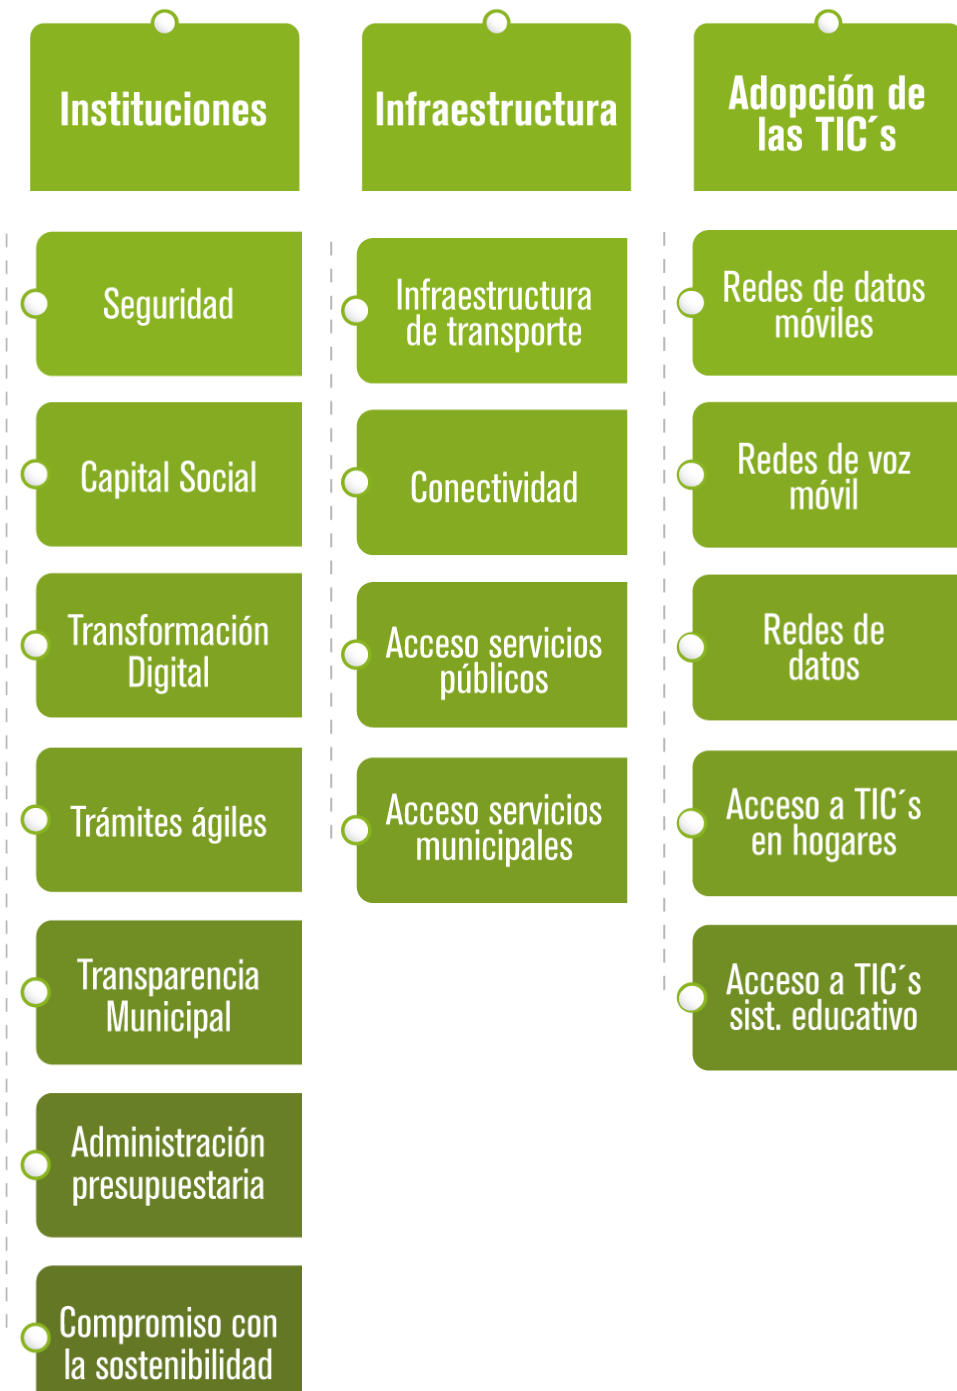 Instituciones
Seguridad
Capital Social
Transformación
Digital
Trámites ágiles
Transparencia
Municipal
Administración
presupuestaria
Compromiso con
la sostenibilidad
Infraestructura
Infraestructura
de transporte
Conectividad
Acceso servicios
públicos
Acceso servicios
municipales
Adopción de
las TIC´s
Redes de datos
móviles
Redes de voz
móvil
Redes de
datos
Acceso a TIC´s
en hogares
Acceso a TIC´s
sist. educativo